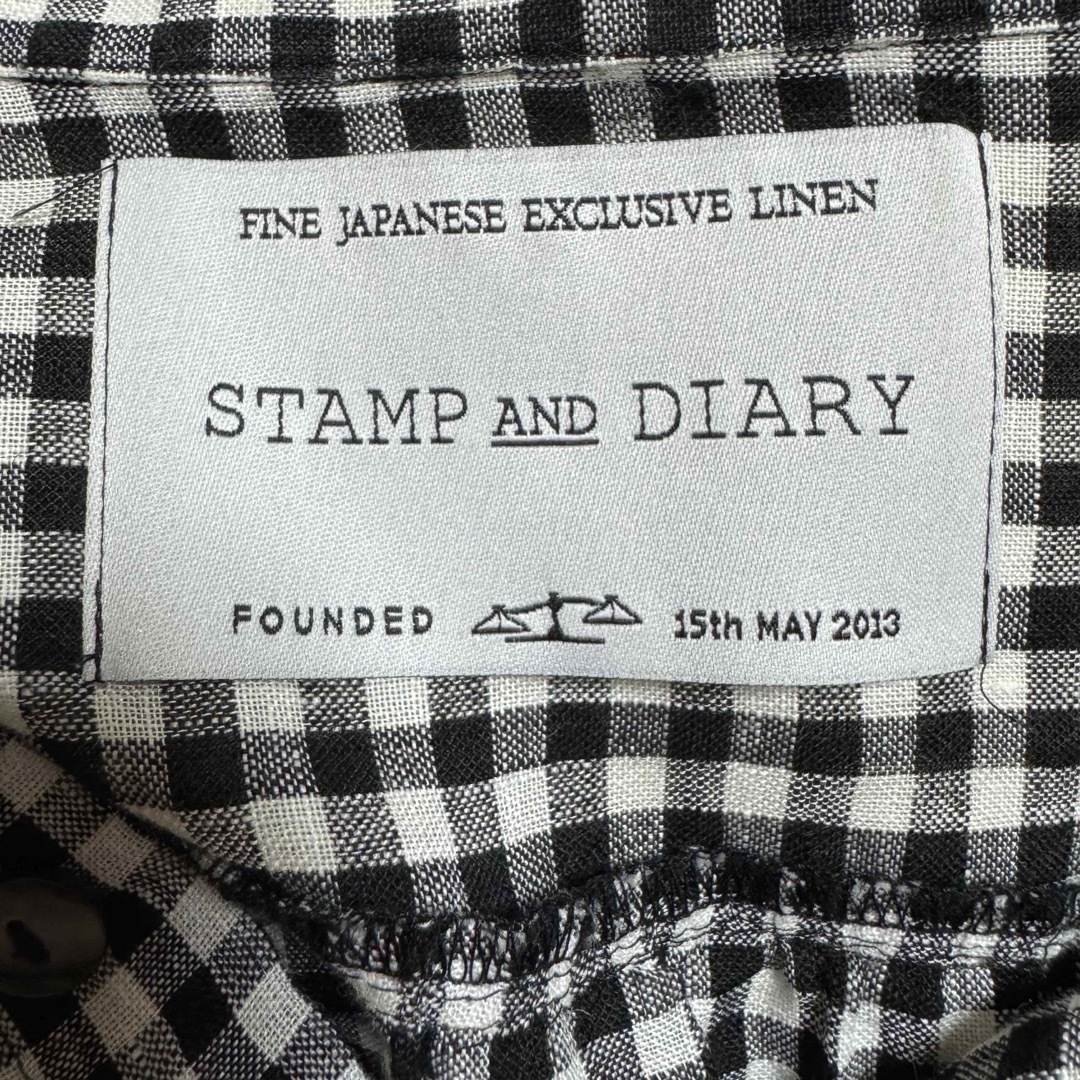 FINE JAPANESE EXCLUSIVE LINEN
STAMP AND DIARY
FOUNDED 15th MAY 2013